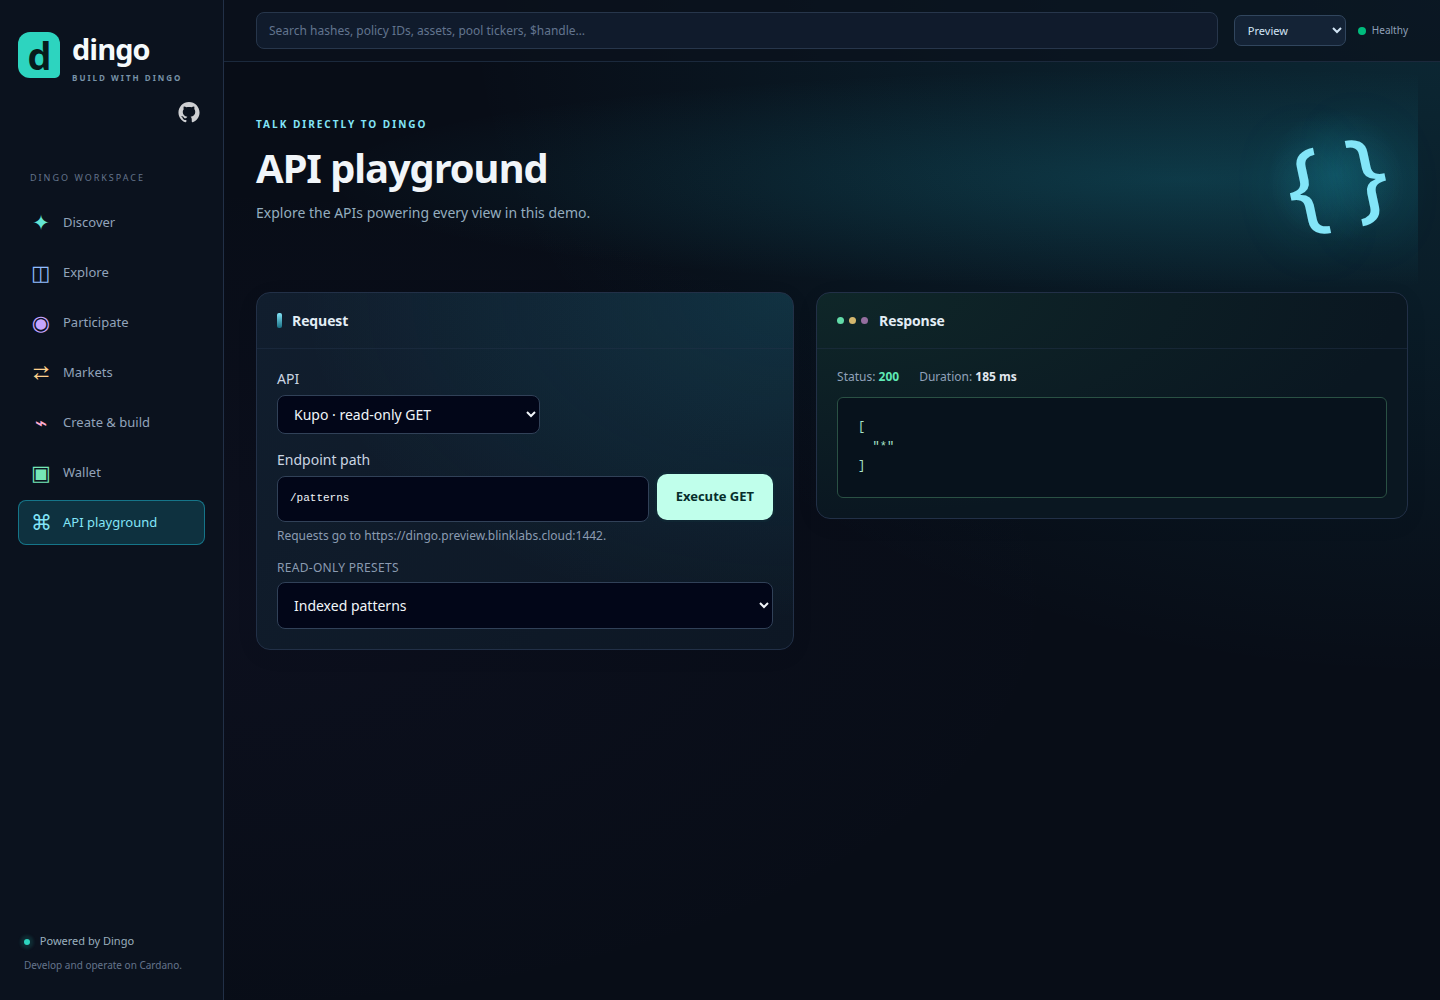 d dingo
BUILD WITH DINGO
DINGO WORKSPACE
Discover
Explore
Participate
Markets
Create & build
Wallet
API playground
Powered by Dingo
Develop and operate on Cardano.
Search hashes, policy IDs, assets, pool tickers, $handle...
Preview
Healthy
TALK DIRECTLY TO DINGO
API playground
Explore the APIs powering every view in this demo.
{ }
Request
API
Kupo · read-only GET
Endpoint path
/patterns
Execute GET
Requests go to https://dingo.preview.blinklabs.cloud:1442.
READ-ONLY PRESETS
Indexed patterns
Response
Status: 200 Duration: 185 ms
[
"*"
]